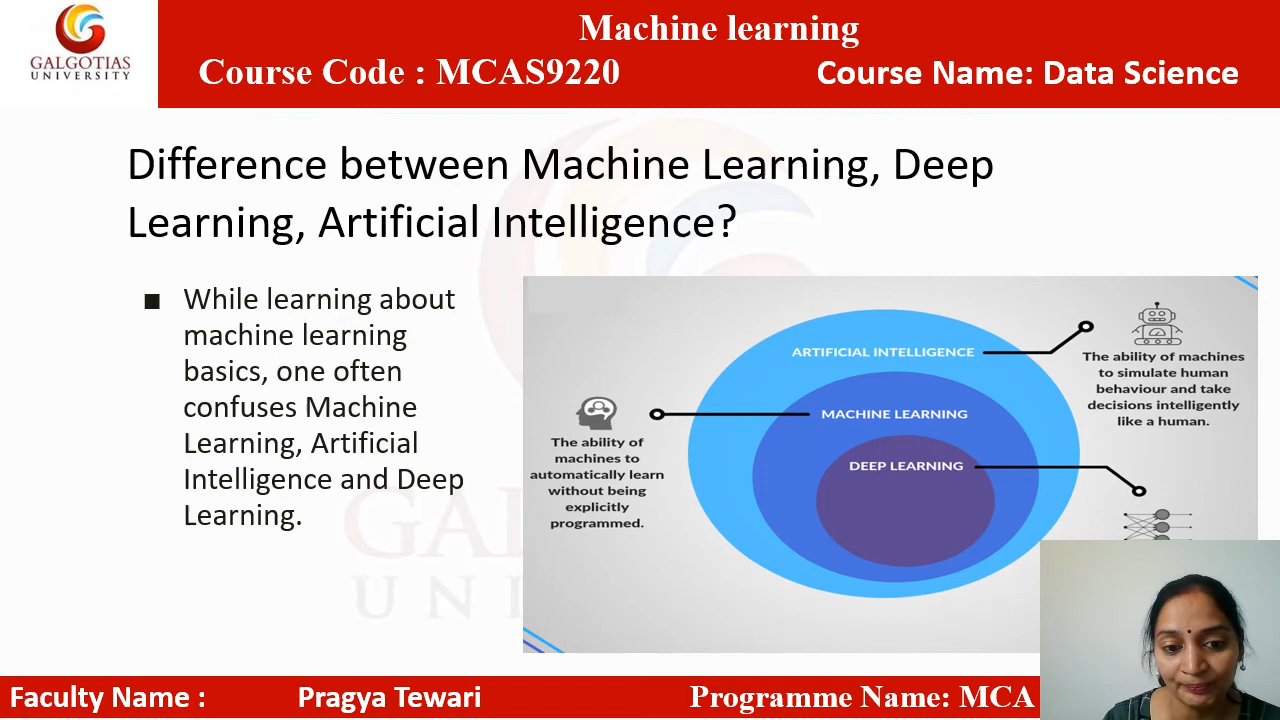 GALGOTIAS
UNIVERSITY
Machine learning
Course Code : MCAS9220
Course Name: Data Science
Difference between Machine Learning, Deep
Learning, Artificial Intelligence?
■ While learning about
machine learning
basics, one often
confuses Machine
Learning, Artificial
Intelligence and Deep
Learning.
ARTIFICIAL INTELLIGENCE
The ability of machines
to simulate human
behaviour and take
decisions intelligently
like a human.
MACHINE LEARNING
The ability of
machines to
automatically learn
without being
explicitly
programmed.
DEEP LEARNING
Faculty Name :
Pragya Tewari
Programme Name: MCA